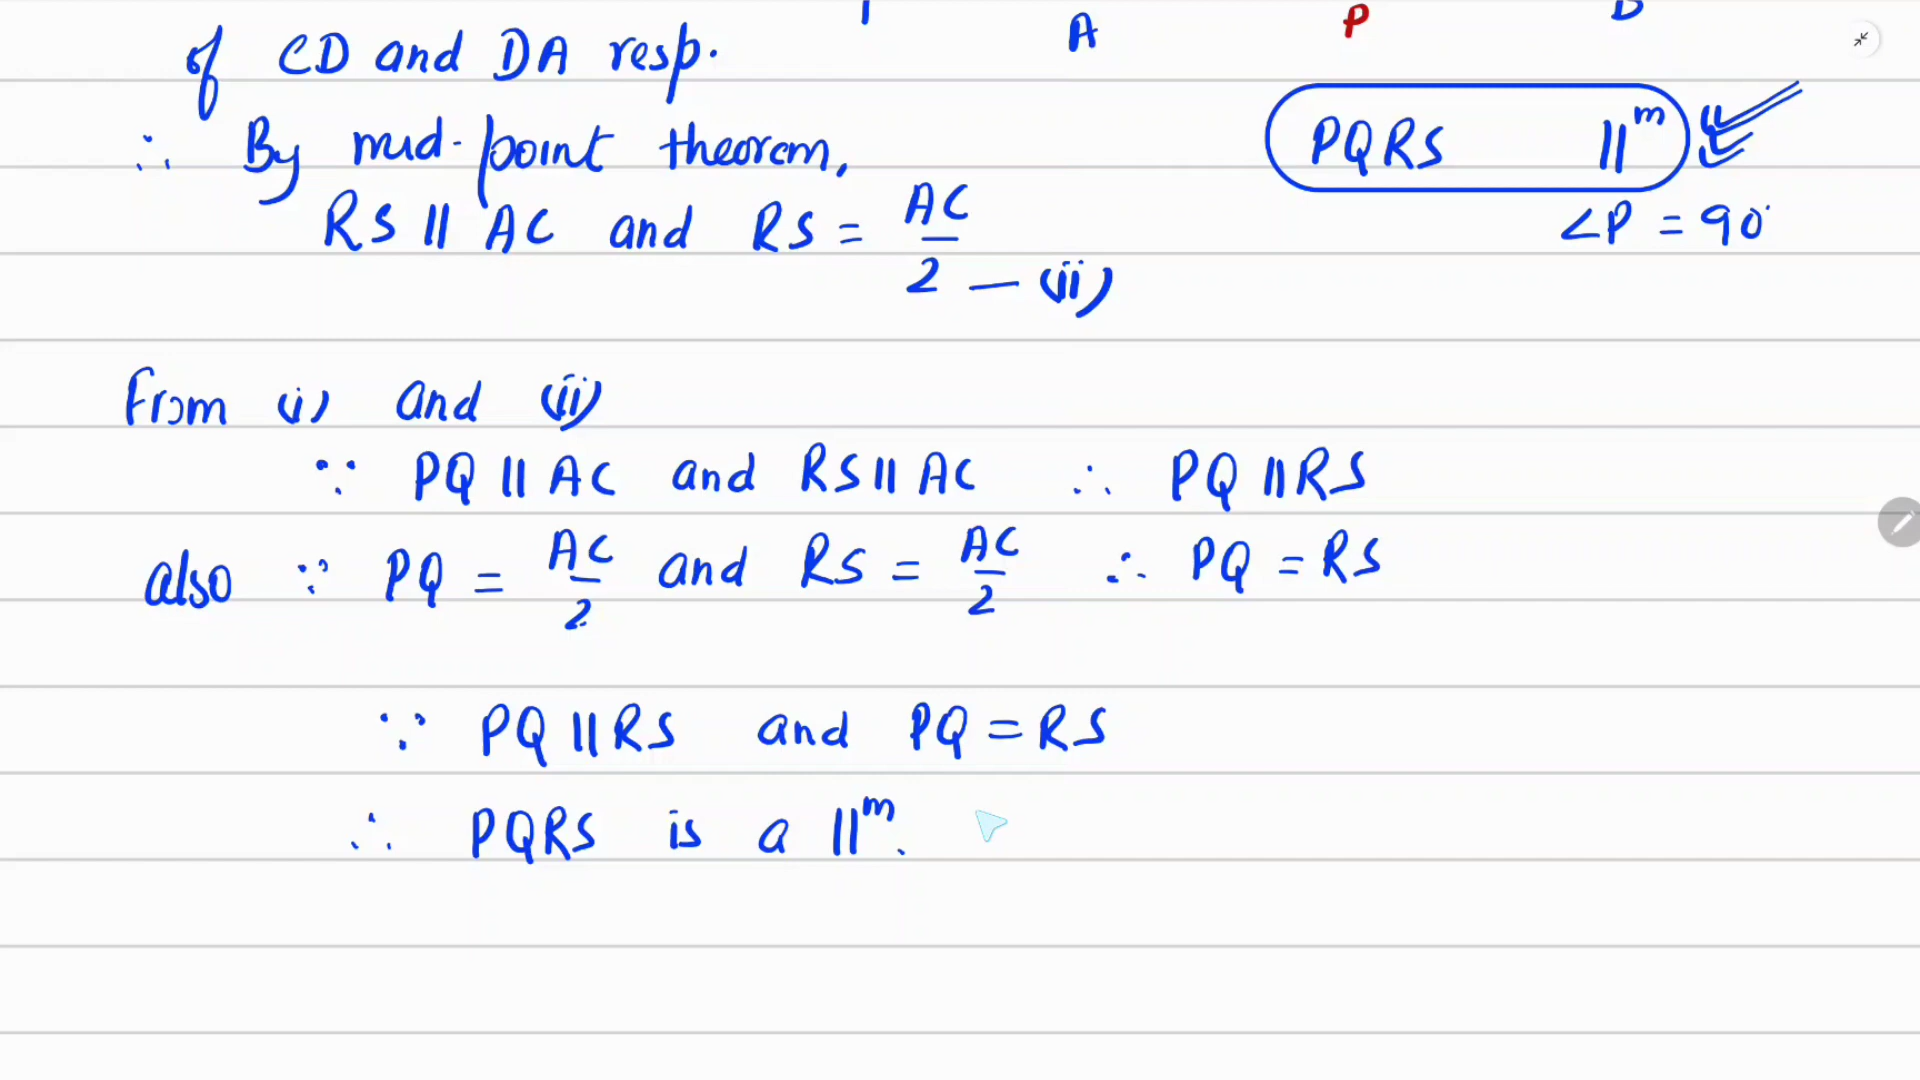 A P
of CD and DA resp.
PQRS ||ᵐ
∴ By mid-point theorem,
∠P = 90°
RS || AC and RS = AC/2 — (ii)
From (i) and (ii)
∵ PQ || AC and RS || AC ∴ PQ || RS
also ∵ PQ = AC/2 and RS = AC/2 ∴ PQ = RS
∵ PQ || RS and PQ = RS
∴ PQRS is a ||ᵐ.